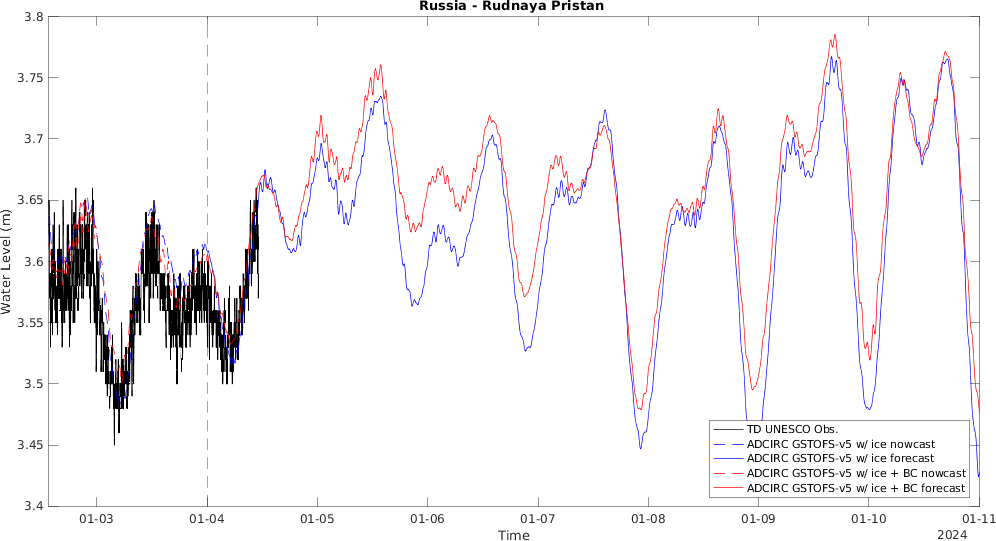 Russia - Rudnaya Pristan
3.8
3.75
3.7
3.65
3.6
3.55
3.5
3.45
3.4
Water Level (m)
TD UNESCO Obs.
ADCIRC GSTOFS-v5 w/ ice nowcast
ADCIRC GSTOFS-v5 w/ ice forecast
ADCIRC GSTOFS-v5 w/ ice + BC nowcast
ADCIRC GSTOFS-v5 w/ ice + BC forecast
01-03 01-04 01-05 01-06 01-07 01-08 01-09 01-10 01-11
Time
2024